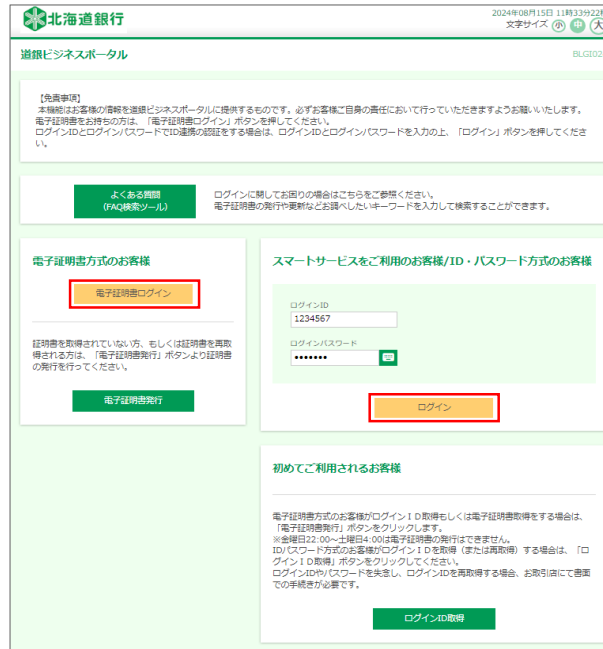 北海道銀行
2024年08月15日 11時33分22秒
文字サイズ 小 中 大
道銀ビジネスポータル
BLGI02
【免責事項】
本機能はお客様の情報を道銀ビジネスポータルに提供するものです。必ずお客様ご自身の責任において行っていただきますようお願いいたします。
電子証明書をお持ちの方は、「電子証明書ログイン」ボタンを押してください。
ログインIDとログインパスワードでID連携の認証をする場合は、ログインIDとログインパスワードを入力の上、「ログイン」ボタンを押してくださ
い。
よくある質問
(FAQ検索ツール)
ログインに関してお困りの場合はこちらをご参照ください。
電子証明書の発行や更新などお調べしたいキーワードを入力して検索することができます。
電子証明書方式のお客様
電子証明書ログイン
証明書を取得されていない方、もしくは証明書を再取
得される方は、「電子証明書発行」ボタンより証明書
の発行を行ってください。
電子証明書発行
スマートサービスをご利用のお客様/ID・パスワード方式のお客様
ログインID
1234567
ログインパスワード
•••••••
ログイン
初めてご利用されるお客様
電子証明書方式のお客様がログインＩＤ取得もしくは電子証明書取得をする場合は、
「電子証明書発行」ボタンをクリックします。
※金曜日22:00～土曜日4:00は電子証明書の発行はできません。
ID/パスワード方式のお客様がログインＩＤを取得（または再取得）する場合は、「ロ
グインＩＤ取得」ボタンをクリックしてください。
ログインIDやパスワードを失念し、ログインIDを再取得する場合、お取引店にて書面
での手続きが必要です。
ログインID取得